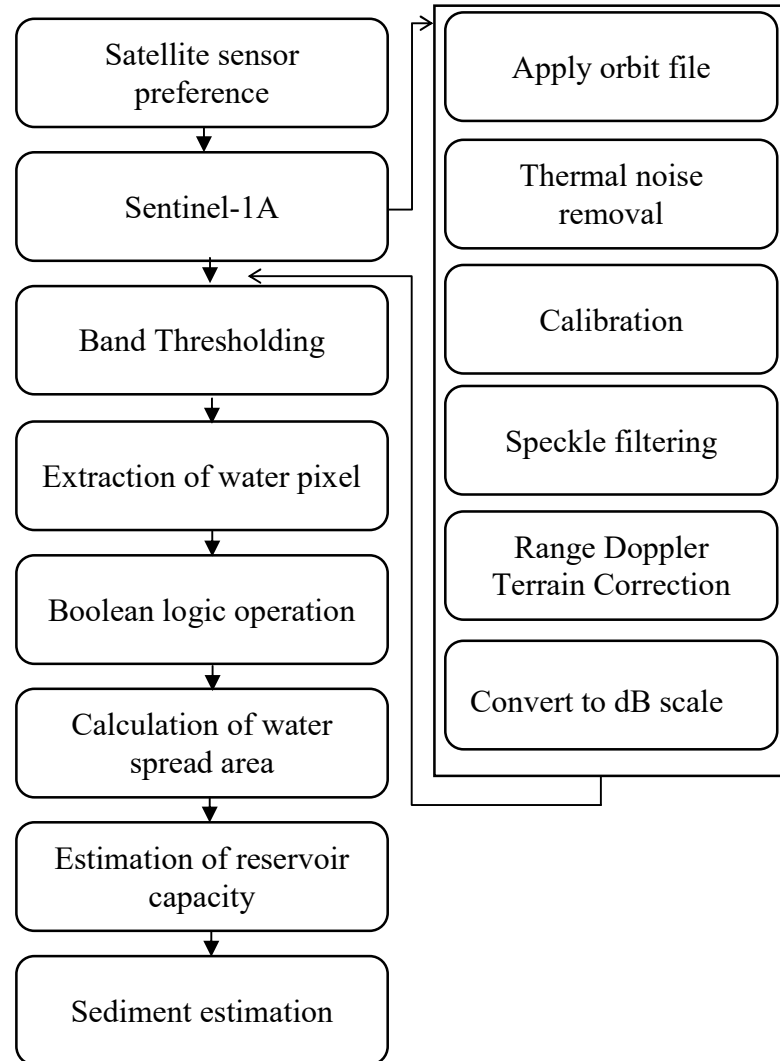 Satellite sensor
preference
Sentinel-1A
Band Thresholding
Extraction of water pixel
Boolean logic operation
Calculation of water
spread area
Estimation of reservoir
capacity
Sediment estimation
Apply orbit file
Thermal noise
removal
Calibration
Speckle filtering
Range Doppler
Terrain Correction
Convert to dB scale